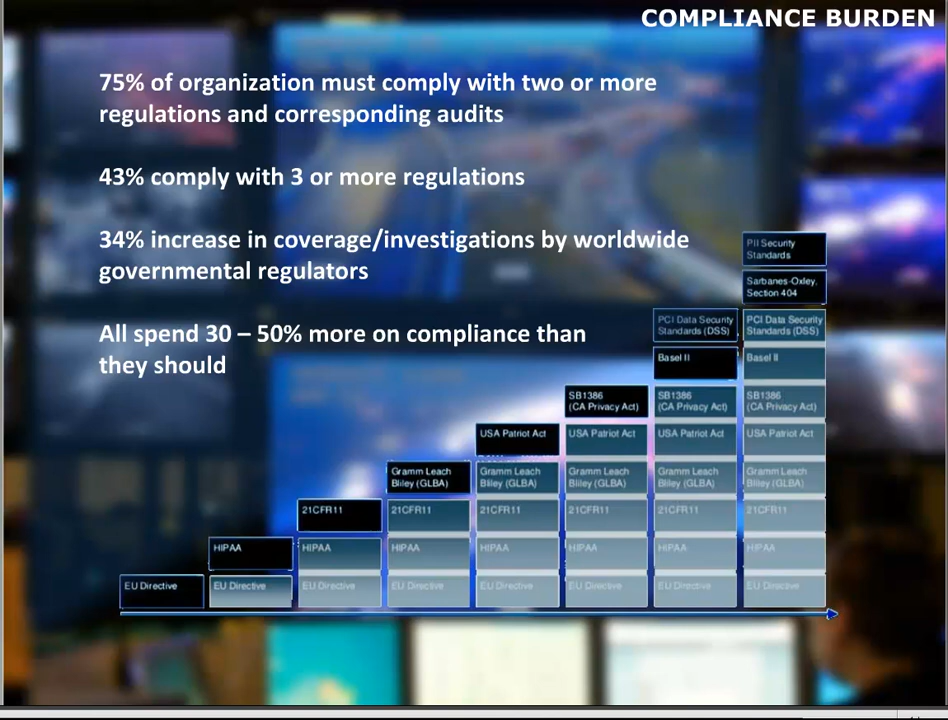 COMPLIANCE BURDEN
75% of organization must comply with two or more
regulations and corresponding audits
43% comply with 3 or more regulations
34% increase in coverage/investigations by worldwide
governmental regulators
All spend 30 – 50% more on compliance than
they should
PII Security
Standards
Sarbanes-Oxley,
Section 404
PCI Data Security
Standards (DSS)
PCI Data Security
Standards (DSS)
Basel II
Basel II
SB1386
(CA Privacy Act)
SB1386
(CA Privacy Act)
SB1386
(CA Privacy Act)
USA Patriot Act
USA Patriot Act
USA Patriot Act
USA Patriot Act
Gramm Leach
Bliley (GLBA)
Gramm Leach
Bliley (GLBA)
Gramm Leach
Bliley (GLBA)
Gramm Leach
Bliley (GLBA)
Gramm Leach
Bliley (GLBA)
21CFR11
21CFR11
21CFR11
21CFR11
21CFR11
21CFR11
HIPAA
HIPAA
HIPAA
HIPAA
HIPAA
HIPAA
HIPAA
EU Directive
EU Directive
EU Directive
EU Directive
EU Directive
EU Directive
EU Directive
EU Directive